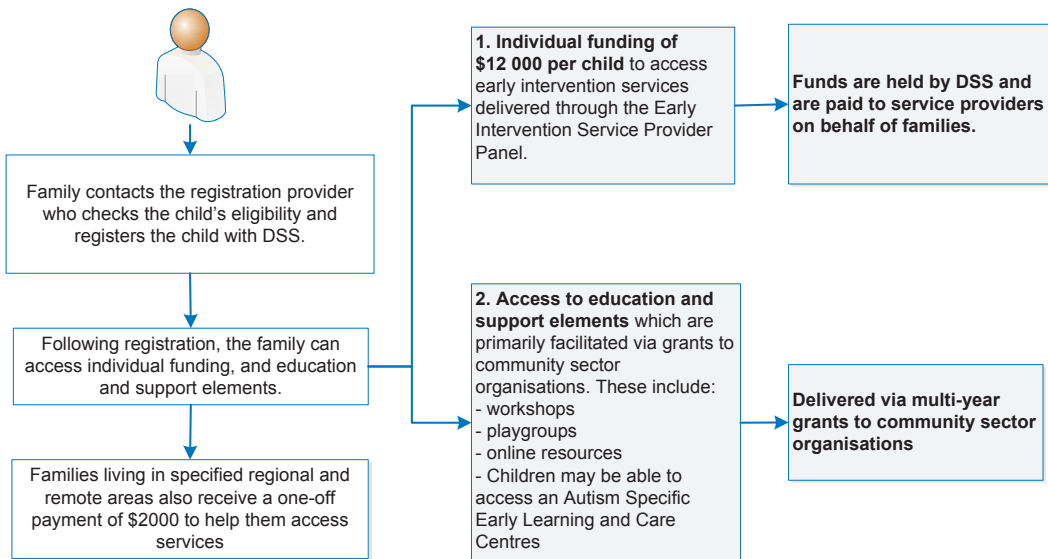 Family contacts the registration provider
who checks the child's eligibility and
registers the child with DSS.
Following registration, the family can
access individual funding, and education
and support elements.
Families living in specified regional and
remote areas also receive a one-off
payment of $2000 to help them access
services
1. Individual funding of
$12 000 per child to access
early intervention services
delivered through the Early
Intervention Service Provider
Panel.
Funds are held by DSS and
are paid to service providers
on behalf of families.
2. Access to education and
support elements which are
primarily facilitated via grants to
community sector
organisations. These include:
- workshops
- playgroups
- online resources
- Children may be able to
access an Autism Specific
Early Learning and Care
Centres
Delivered via multi-year
grants to community sector
organisations